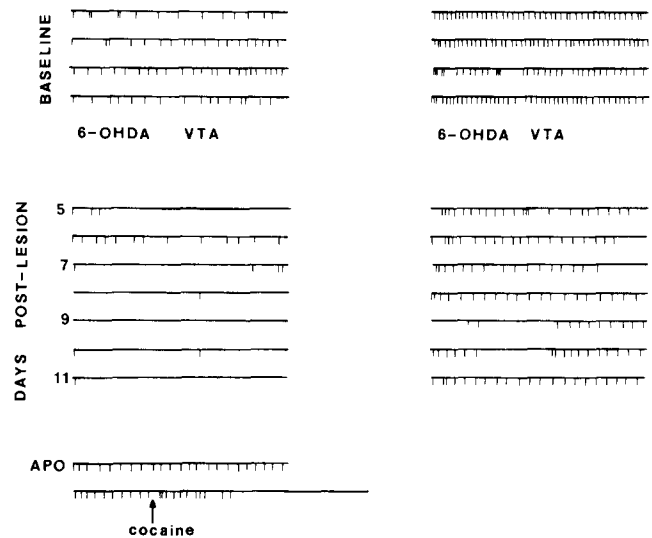 BASELINE
6-OHDA VTA
6-OHDA VTA
DAYS POST-LESION
5
7
9
11
APO
cocaine